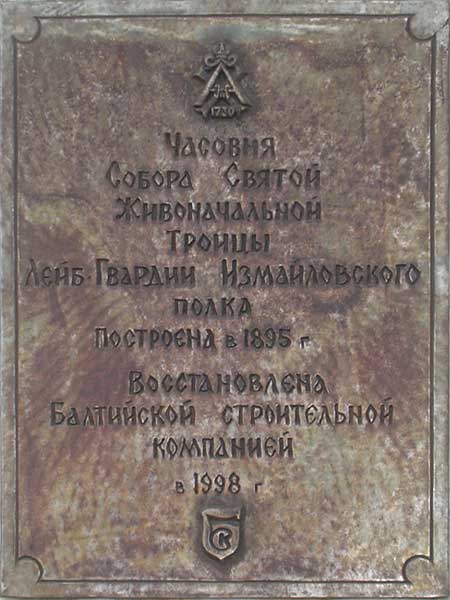 1730
Часовня
Собора Святой
Живоначальной
Троицы
Лейб-Гвардии Измайловского
полка
построена в 1895 г
Восстановлена
Балтийской строительной
компанией
в 1998 г